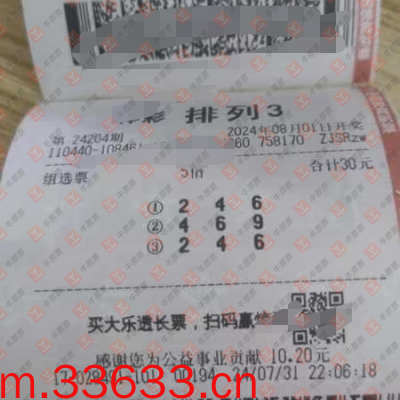 排列3
第 24204期 2024年08月01日开奖
110440-10848 60 758170 ZJSRzw
组选票 合计30元
① 2 4 6
② 4 6 9
③ 2 4 6
买大乐透长票，扫码赢
感谢您为公益事业贡献 10.20元
24/07/31 22:06:18
m.33633.cn